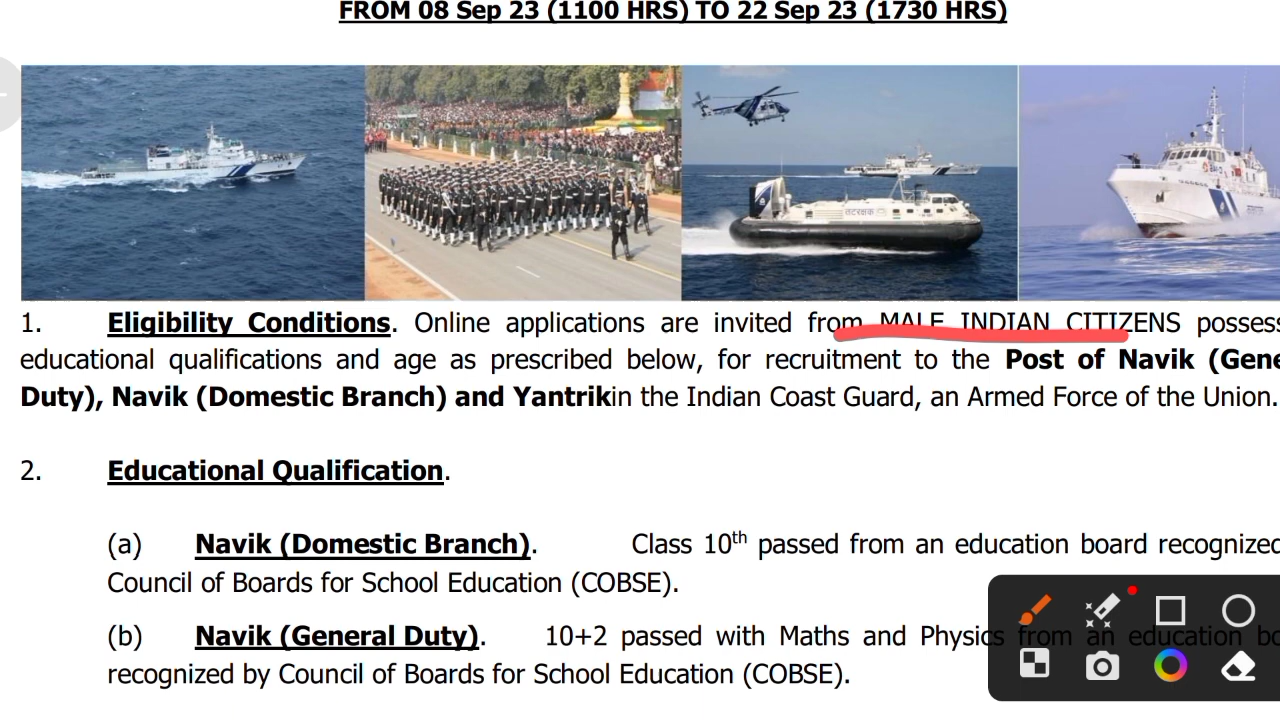 FROM 08 Sep 23 (1100 HRS) TO 22 Sep 23 (1730 HRS)
तटरक्षक
1. Eligibility Conditions. Online applications are invited from MALE INDIAN CITIZENS possess
educational qualifications and age as prescribed below, for recruitment to the Post of Navik (Gene
Duty), Navik (Domestic Branch) and Yantrikin the Indian Coast Guard, an Armed Force of the Union.
2. Educational Qualification.
(a) Navik (Domestic Branch). Class 10th passed from an education board recognized
Council of Boards for School Education (COBSE).
(b) Navik (General Duty). 10+2 passed with Maths and Physics from an education bo
recognized by Council of Boards for School Education (COBSE).